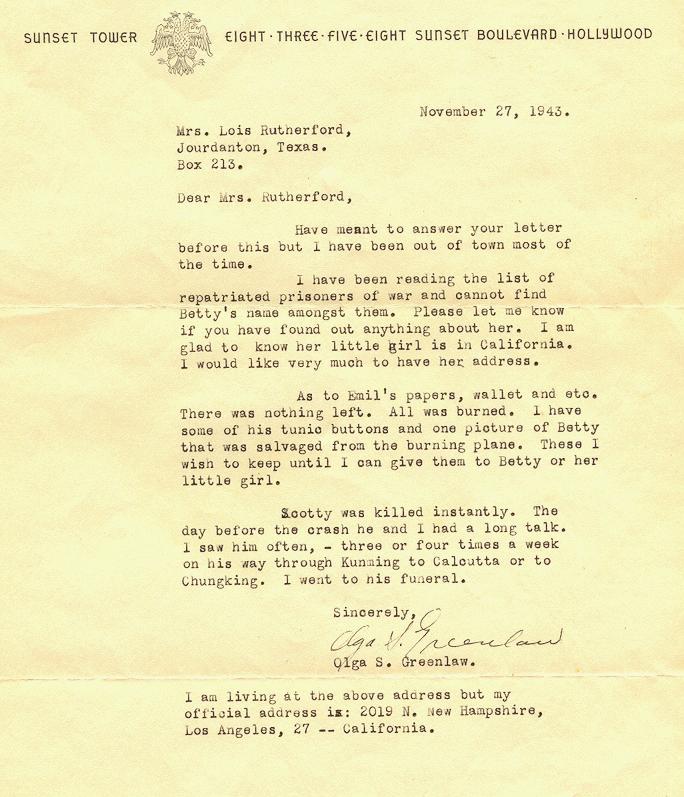 SUNSET TOWER EIGHT·THREE·FIVE·EIGHT SUNSET BOULEVARD·HOLLYWOOD
November 27, 1943.
Mrs. Lois Rutherford,
Jourdanton, Texas.
Box 213.
Dear Mrs. Rutherford,
Have meant to answer your letter
before this but I have been out of town most of
the time.
I have been reading the list of
repatriated prisoners of war and cannot find
Betty's name amongst them. Please let me know
if you have found out anything about her. I am
glad to know her little girl is in California.
I would like very much to have her address.
As to Emil's papers, wallet and etc.
There was nothing left. All was burned. I have
some of his tunic buttons and one picture of Betty
that was salvaged from the burning plane. These I
wish to keep until I can give them to Betty or her
little girl.
Scotty was killed instantly. The
day before the crash he and I had a long talk.
I saw him often, - three or four times a week
on his way through Kunming to Calcutta or to
Chungking. I went to his funeral.
Sincerely,
Olga S. Greenlaw
Olga S. Greenlaw.
I am living at the above address but my
official address is: 2019 N. New Hampshire,
Los Angeles, 27 -- California.